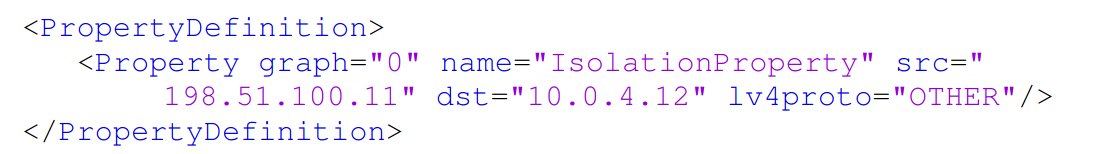 <PropertyDefinition>
<Property graph="0" name="IsolationProperty" src="
198.51.100.11" dst="10.0.4.12" lv4proto="OTHER"/>
</PropertyDefinition>